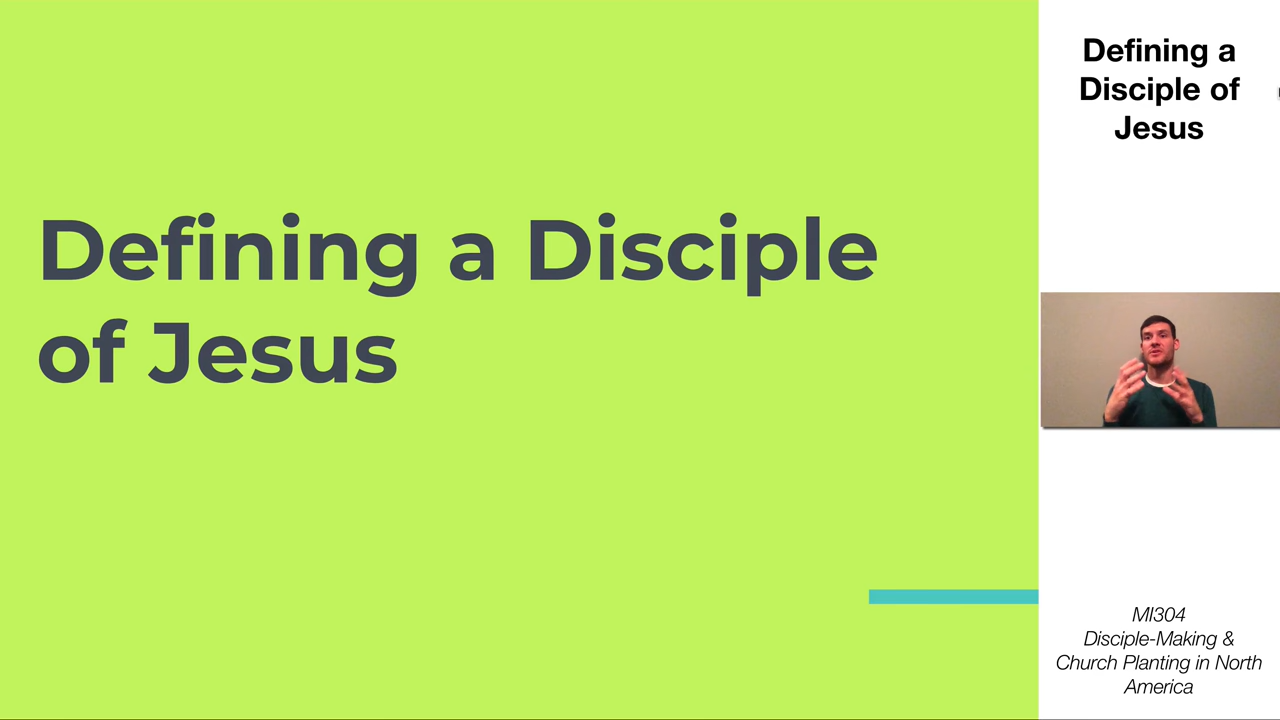 Defining a Disciple
of Jesus
Defining a
Disciple of
Jesus
MI304
Disciple-Making &
Church Planting in North
America